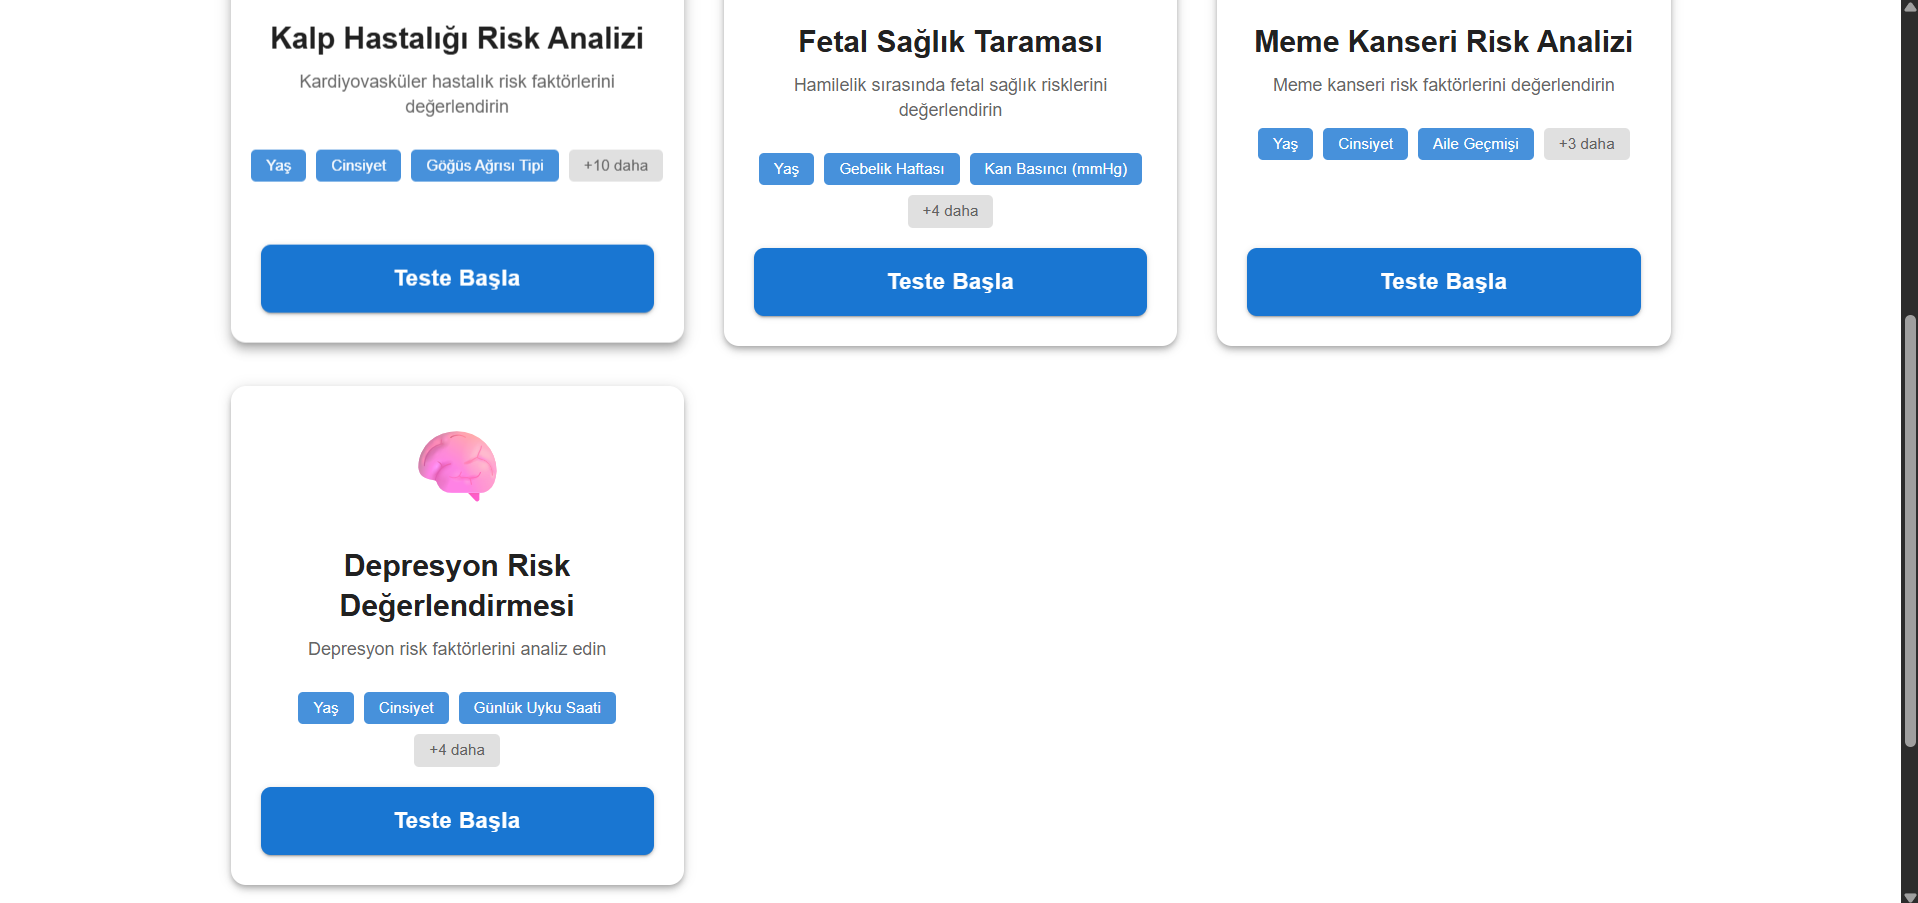 Kalp Hastalığı Risk Analizi
Kardiyovasküler hastalık risk faktörlerini
değerlendirin
Yaş
Cinsiyet
Göğüs Ağrısı Tipi
+10 daha
Teste Başla
Fetal Sağlık Taraması
Hamilelik sırasında fetal sağlık risklerini
değerlendirin
Yaş
Gebelik Haftası
Kan Basıncı (mmHg)
+4 daha
Teste Başla
Meme Kanseri Risk Analizi
Meme kanseri risk faktörlerini değerlendirin
Yaş
Cinsiyet
Aile Geçmişi
+3 daha
Teste Başla
Depresyon Risk
Değerlendirmesi
Depresyon risk faktörlerini analiz edin
Yaş
Cinsiyet
Günlük Uyku Saati
+4 daha
Teste Başla